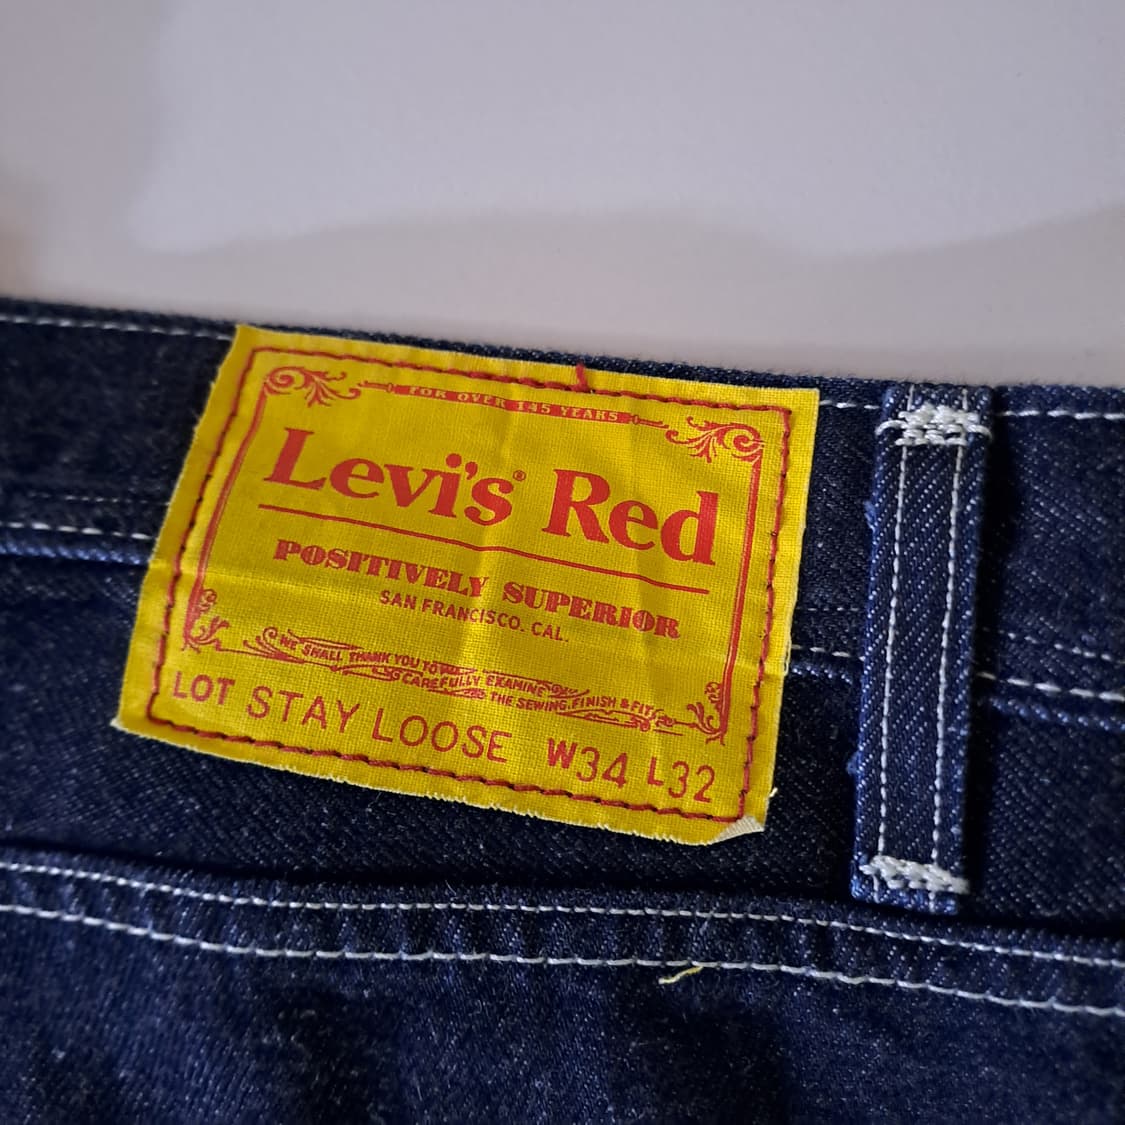 FOR OVER 145 YEARS
Levi's® Red
POSITIVELY SUPERIOR
SAN FRANCISCO. CAL.
WE SHALL THANK YOU TO
CAREFULLY EXAMINE
THE SEWING, FINISH & FIT
LOT STAY LOOSE W34 L32